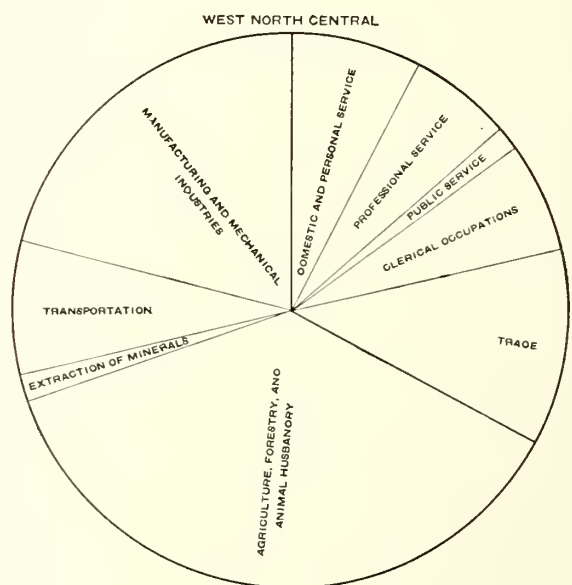 WEST NORTH CENTRAL
DOMESTIC AND PERSONAL SERVICE
PROFESSIONAL SERVICE
PUBLIC SERVICE
CLERICAL OCCUPATIONS
TRADE
AGRICULTURE, FORESTRY, AND
ANIMAL HUSBANDRY
EXTRACTION OF MINERALS
TRANSPORTATION
MANUFACTURING AND MECHANICAL
INDUSTRIES